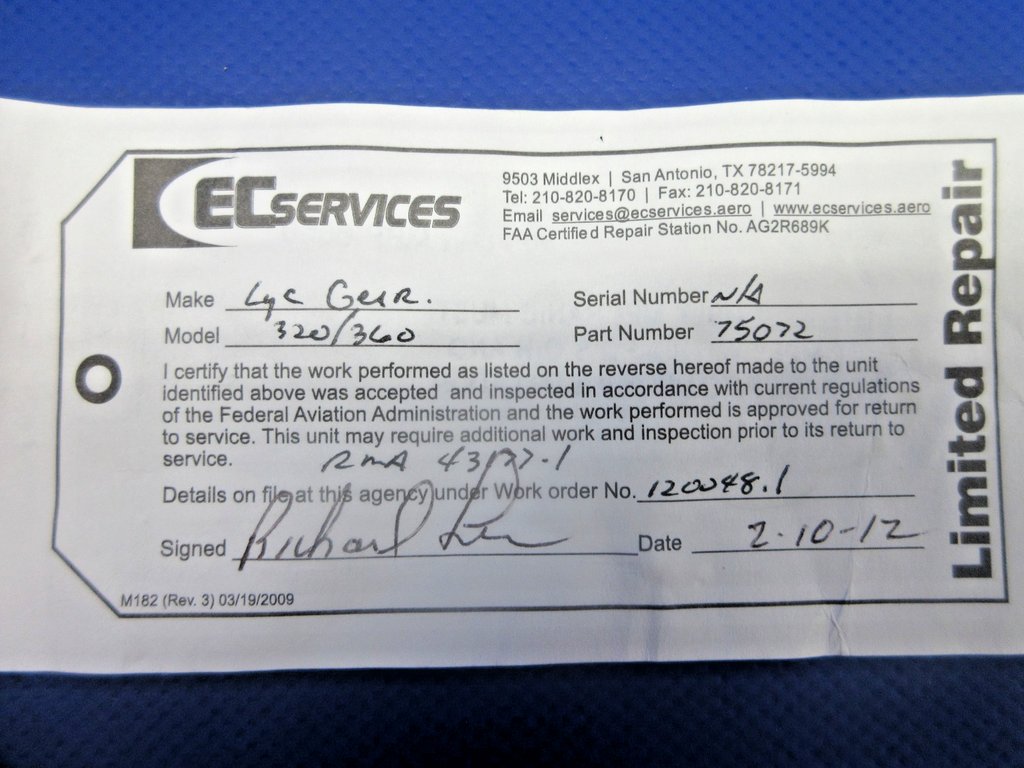 ECSERVICES
9503 Middlex | San Antonio, TX 78217-5994
Tel: 210-820-8170 | Fax: 210-820-8171
Email services@ecservices.aero | www.ecservices.aero
FAA Certified Repair Station No. AG2R689K
Make Lyc Gear. Serial Number N/A
Model 320/360 Part Number 75072
I certify that the work performed as listed on the reverse hereof made to the unit
identified above was accepted and inspected in accordance with current regulations
of the Federal Aviation Administration and the work performed is approved for return
to service. This unit may require additional work and inspection prior to its return to
service. RMA
Details on file at this agency under Work order No. 120048.1
Signed Richard Date 2-10-12
M182 (Rev. 3) 03/19/2009
Limited Repair